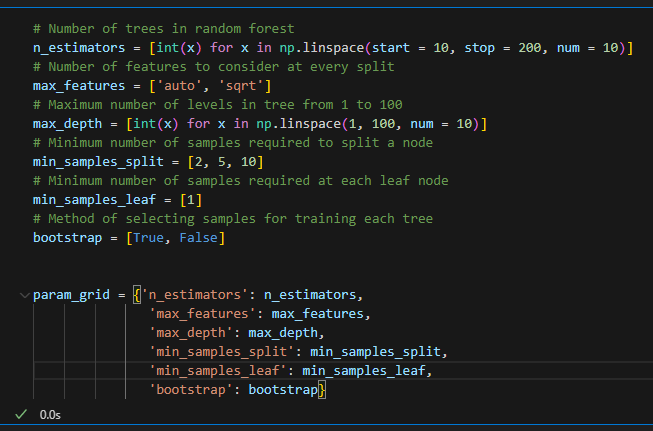 # Number of trees in random forest
n_estimators = [int(x) for x in np.linspace(start = 10, stop = 200, num = 10)]
# Number of features to consider at every split
max_features = ['auto', 'sqrt']
# Maximum number of levels in tree from 1 to 100
max_depth = [int(x) for x in np.linspace(1, 100, num = 10)]
# Minimum number of samples required to split a node
min_samples_split = [2, 5, 10]
# Minimum number of samples required at each leaf node
min_samples_leaf = [1]
# Method of selecting samples for training each tree
bootstrap = [True, False]
param_grid = {'n_estimators': n_estimators,
'max_features': max_features,
'max_depth': max_depth,
'min_samples_split': min_samples_split,
'min_samples_leaf': min_samples_leaf,
'bootstrap': bootstrap}
0.0s